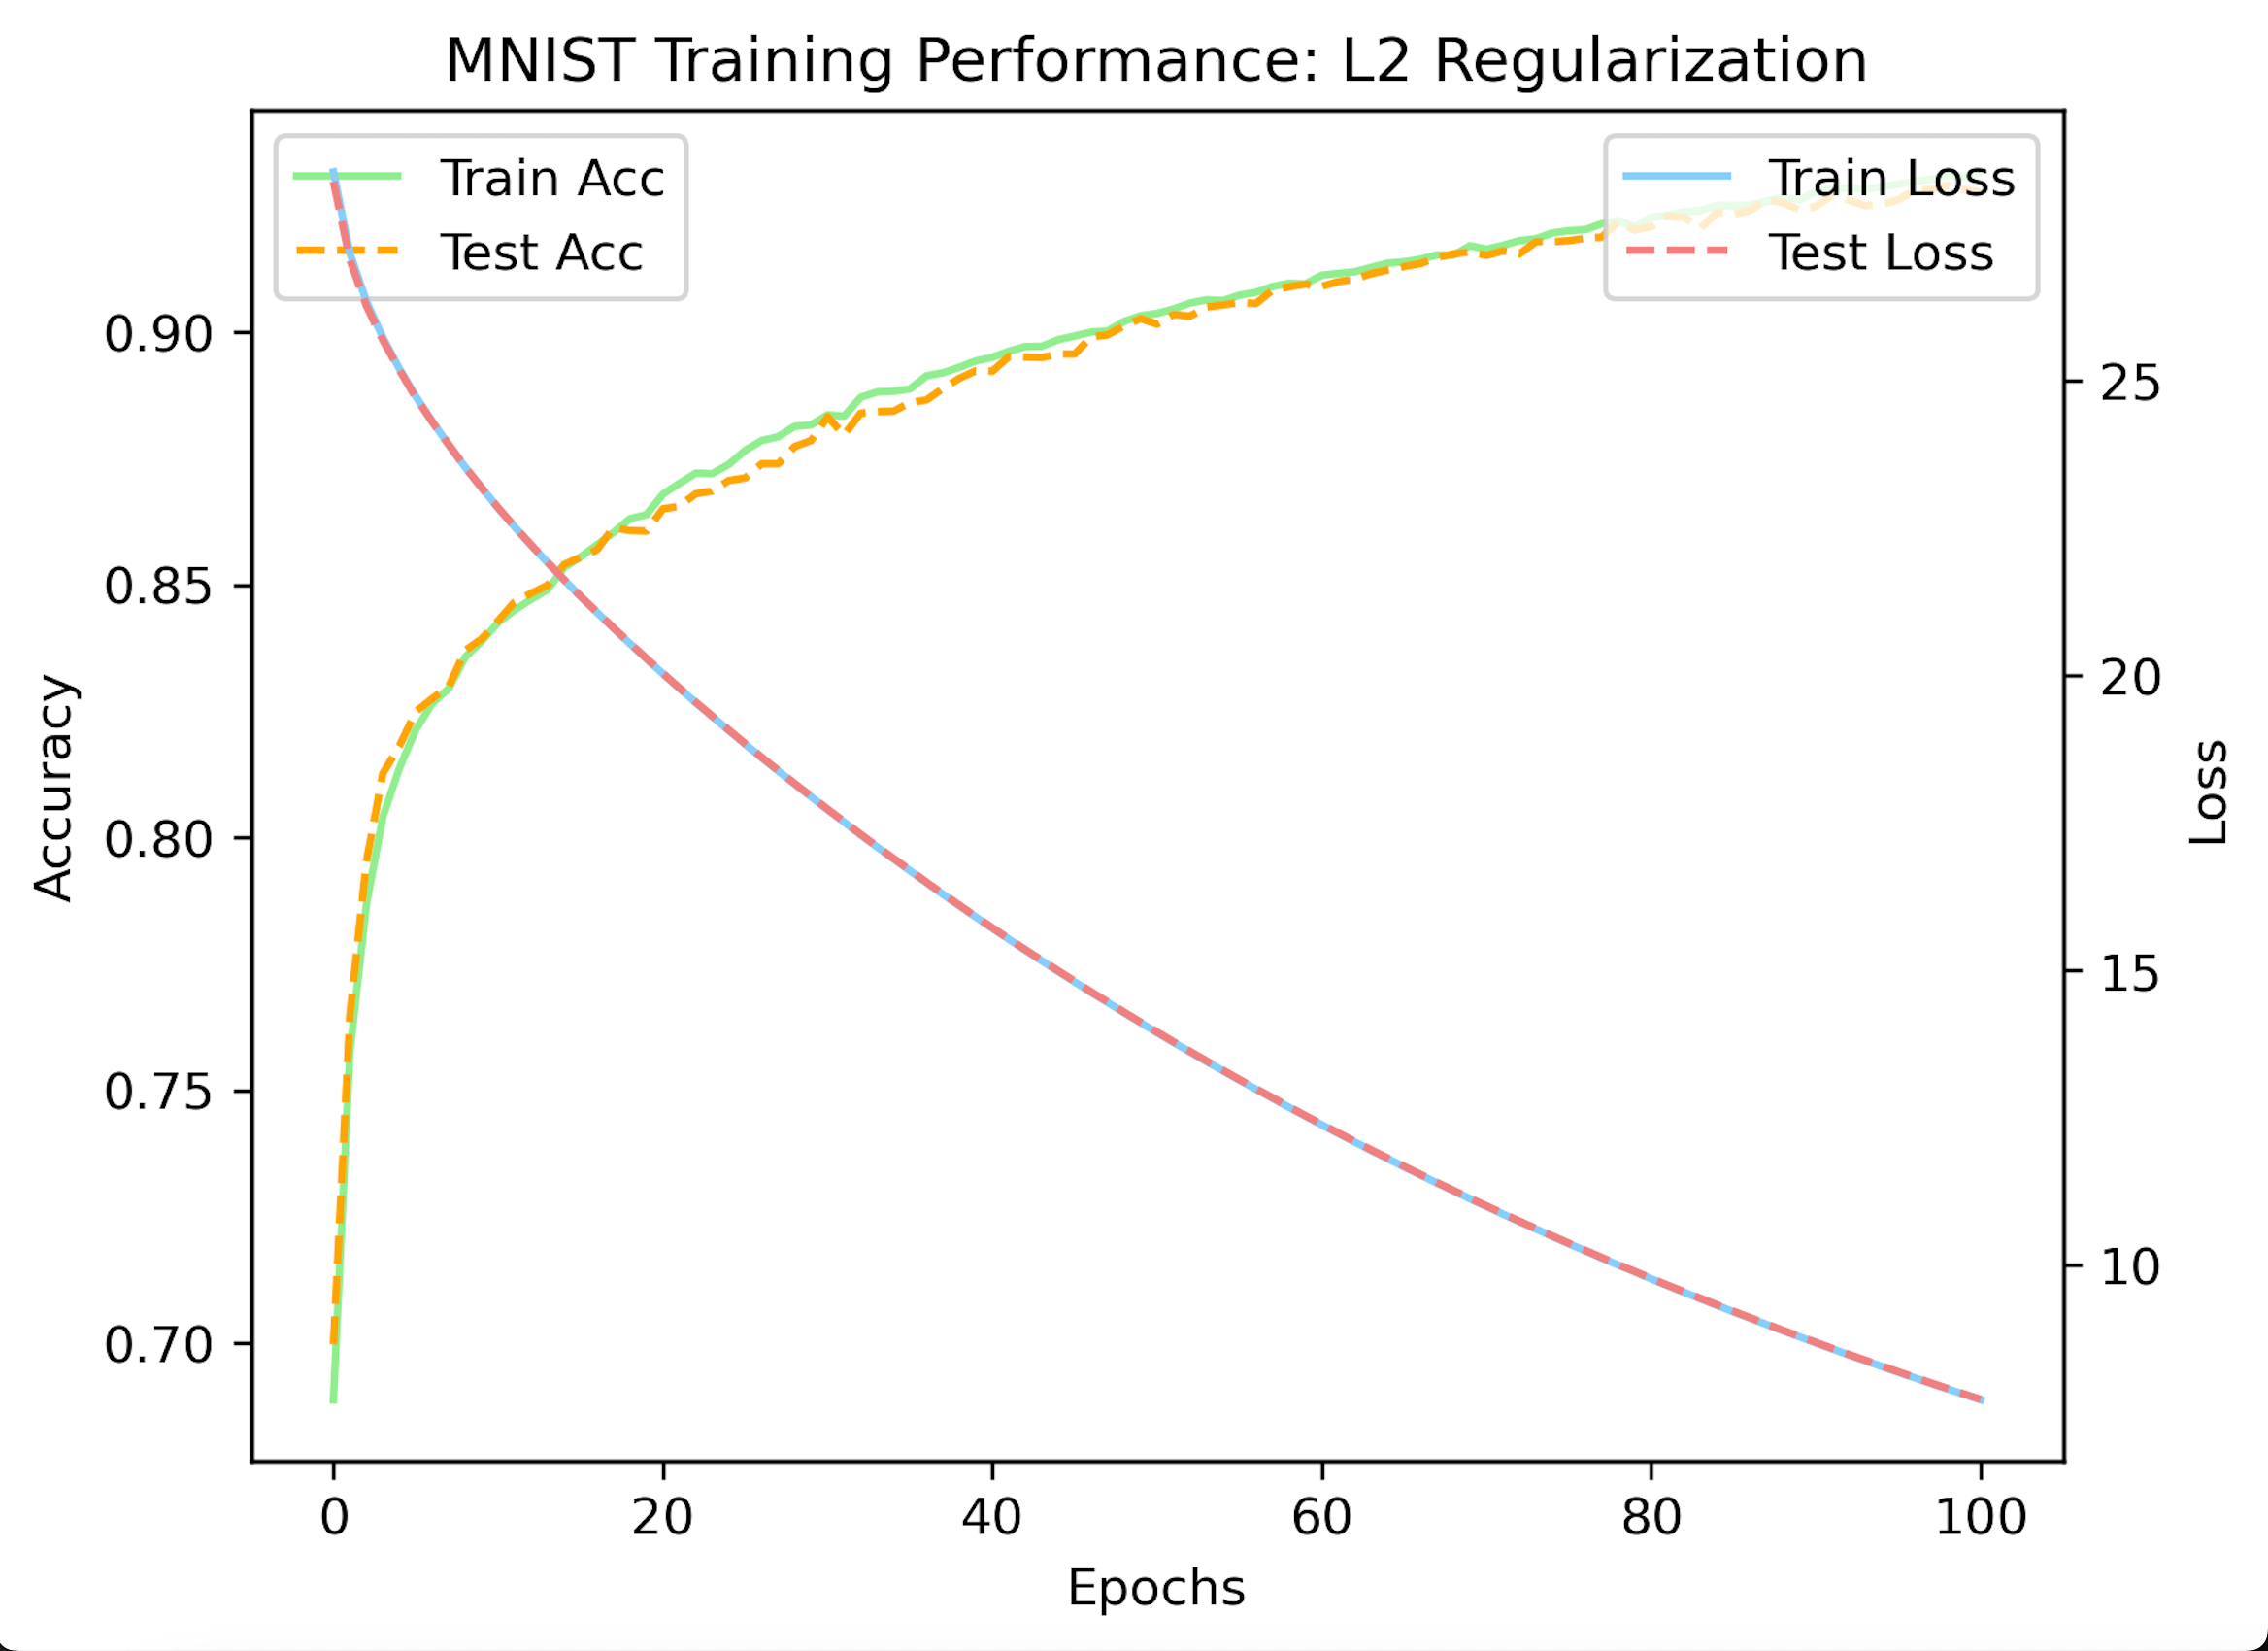 MNIST Training Performance: L2 Regularization
Train Acc
Test Acc
Train Loss
Test Loss
Accuracy
0.90
0.85
0.80
0.75
0.70
25
20
15
10
Loss
0 20 40 60 80 100
Epochs